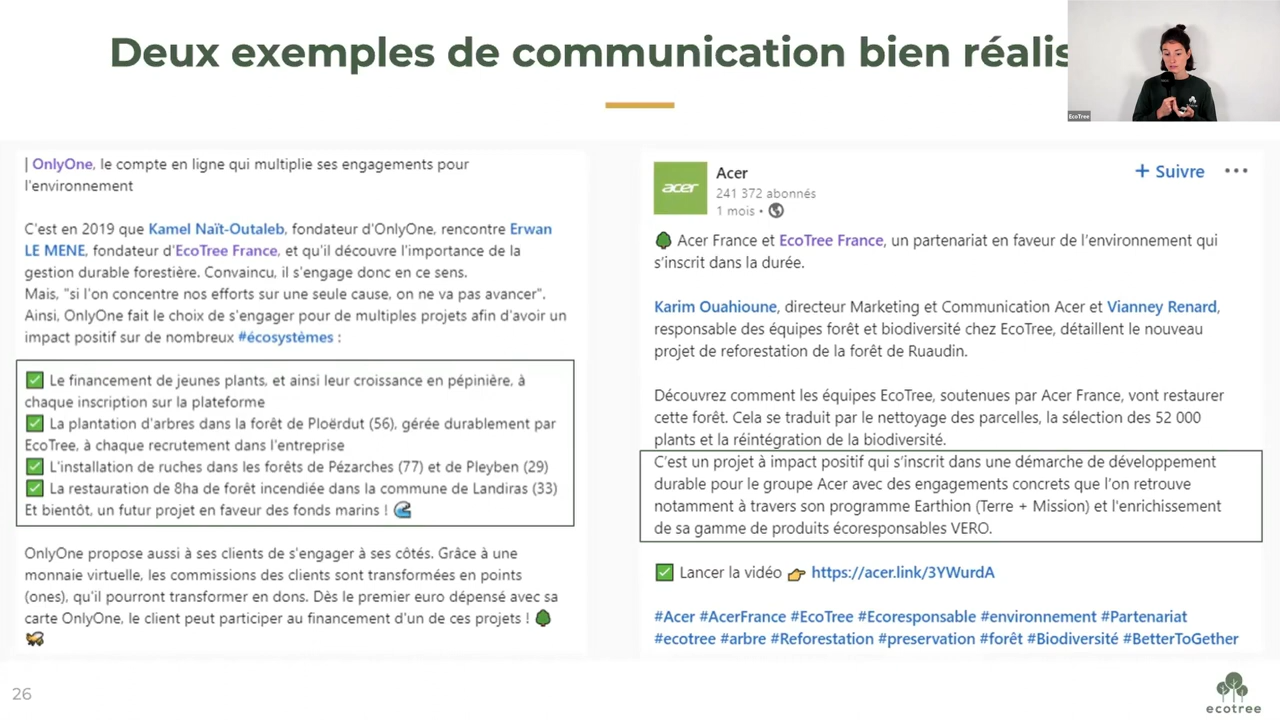 Deux exemples de communication bien réalis
EcoTree
| OnlyOne, le compte en ligne qui multiplie ses engagements pour
l'environnement
C'est en 2019 que Kamel Naït-Outaleb, fondateur d'OnlyOne, rencontre Erwan
LE MENE, fondateur d'EcoTree France, et qu'il découvre l'importance de la
gestion durable forestière. Convaincu, il s'engage donc en ce sens.
Mais, "si l'on concentre nos efforts sur une seule cause, on ne va pas avancer".
Ainsi, OnlyOne fait le choix de s'engager pour de multiples projets afin d'avoir un
impact positif sur de nombreux #écosystèmes :
✅ Le financement de jeunes plants, et ainsi leur croissance en pépinière, à
chaque inscription sur la plateforme
✅ La plantation d'arbres dans la forêt de Ploërdut (56), gérée durablement par
EcoTree, à chaque recrutement dans l'entreprise
✅ L'installation de ruches dans les forêts de Pézarches (77) et de Pleyben (29)
✅ La restauration de 8ha de forêt incendiée dans la commune de Landiras (33)
Et bientôt, un futur projet en faveur des fonds marins ! 🌊
OnlyOne propose aussi à ses clients de s'engager à ses côtés. Grâce à une
monnaie virtuelle, les commissions des clients sont transformées en points
(ones), qu'il pourront transformer en dons. Dès le premier euro dépensé avec sa
carte OnlyOne, le client peut participer au financement d'un de ces projets ! 🌳
🐝
acer
Acer
+ Suivre
241 372 abonnés
1 mois •
🌳 Acer France et EcoTree France, un partenariat en faveur de l'environnement qui
s'inscrit dans la durée.
Karim Ouahioune, directeur Marketing et Communication Acer et Vianney Renard,
responsable des équipes forêt et biodiversité chez EcoTree, détaillent le nouveau
projet de reforestation de la forêt de Ruaudin.
Découvrez comment les équipes EcoTree, soutenues par Acer France, vont restaurer
cette forêt. Cela se traduit par le nettoyage des parcelles, la sélection des 52 000
plants et la réintégration de la biodiversité.
C'est un projet à impact positif qui s'inscrit dans une démarche de développement
durable pour le groupe Acer avec des engagements concrets que l'on retrouve
notamment à travers son programme Earthion (Terre + Mission) et l'enrichissement
de sa gamme de produits écoresponsables VERO.
✅ Lancer la vidéo 👉 https://acer.link/3YWurdA
#Acer #AcerFrance #EcoTree #Ecoresponsable #environnement #Partenariat
#ecotree #arbre #Reforestation #preservation #forêt #Biodiversité #BetterToGether
26
ecotree